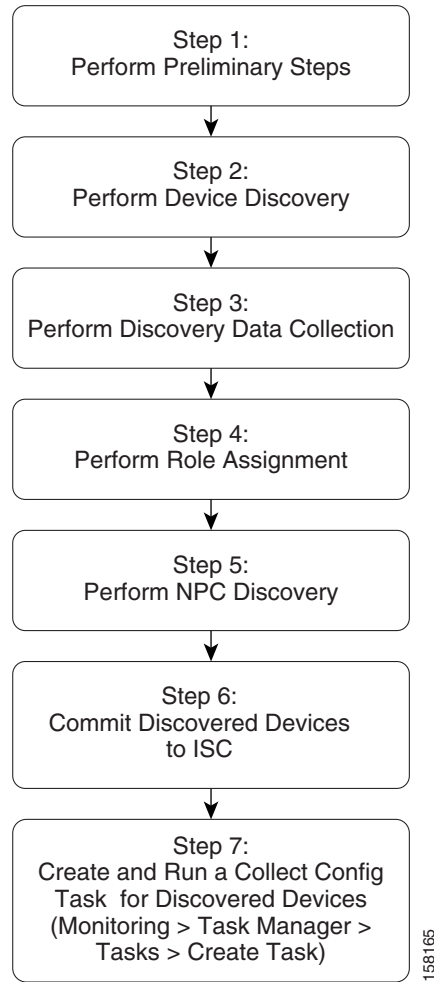 Step 1:
Perform Preliminary Steps
Step 2:
Perform Device Discovery
Step 3:
Perform Discovery Data Collection
Step 4:
Perform Role Assignment
Step 5:
Perform NPC Discovery
Step 6:
Commit Discovered Devices
to ISC
Step 7:
Create and Run a Collect Config
Task for Discovered Devices
(Monitoring > Task Manager >
Tasks > Create Task)
158165